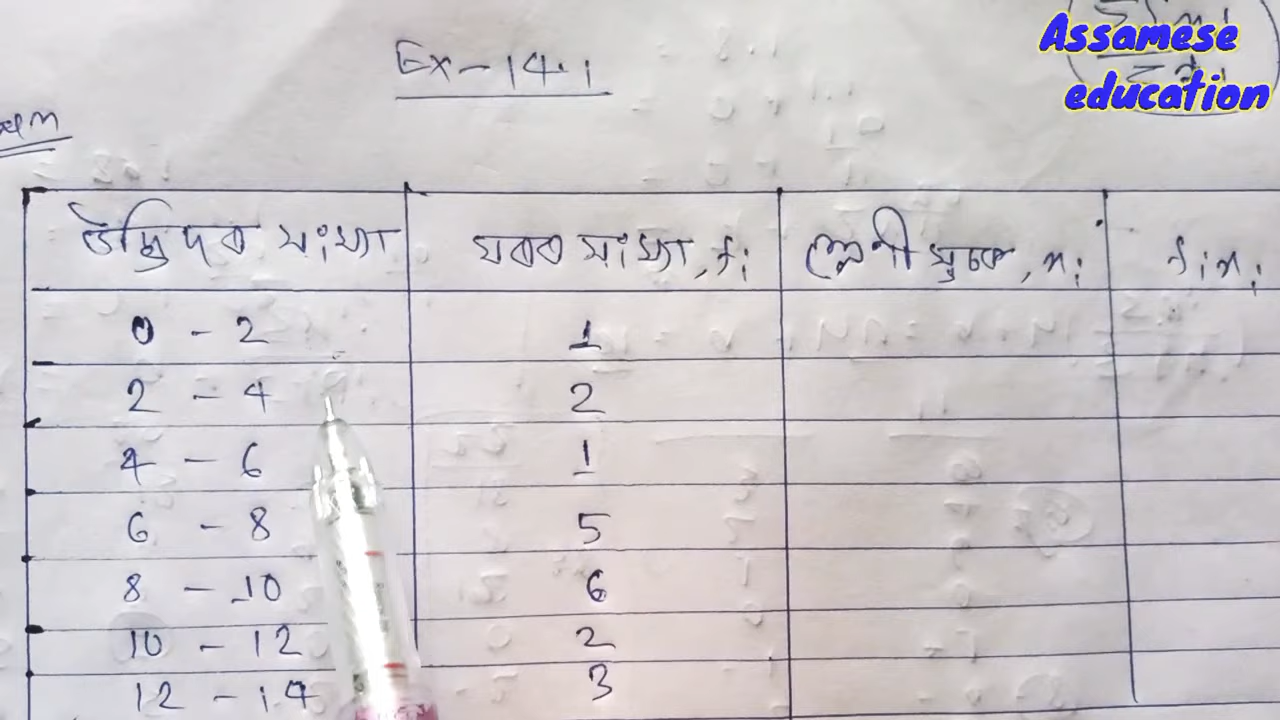 Ex - 14.1
Assamese
education
উদ্ভিদৰ সংখ্যা ঘৰৰ সংখ্যা, fi শ্ৰেণী সূচক, xi fixi
0 - 2 1
2 - 4 2
4 - 6 1
6 - 8 5
8 - 10 6
10 - 12 2
12 - 14 3